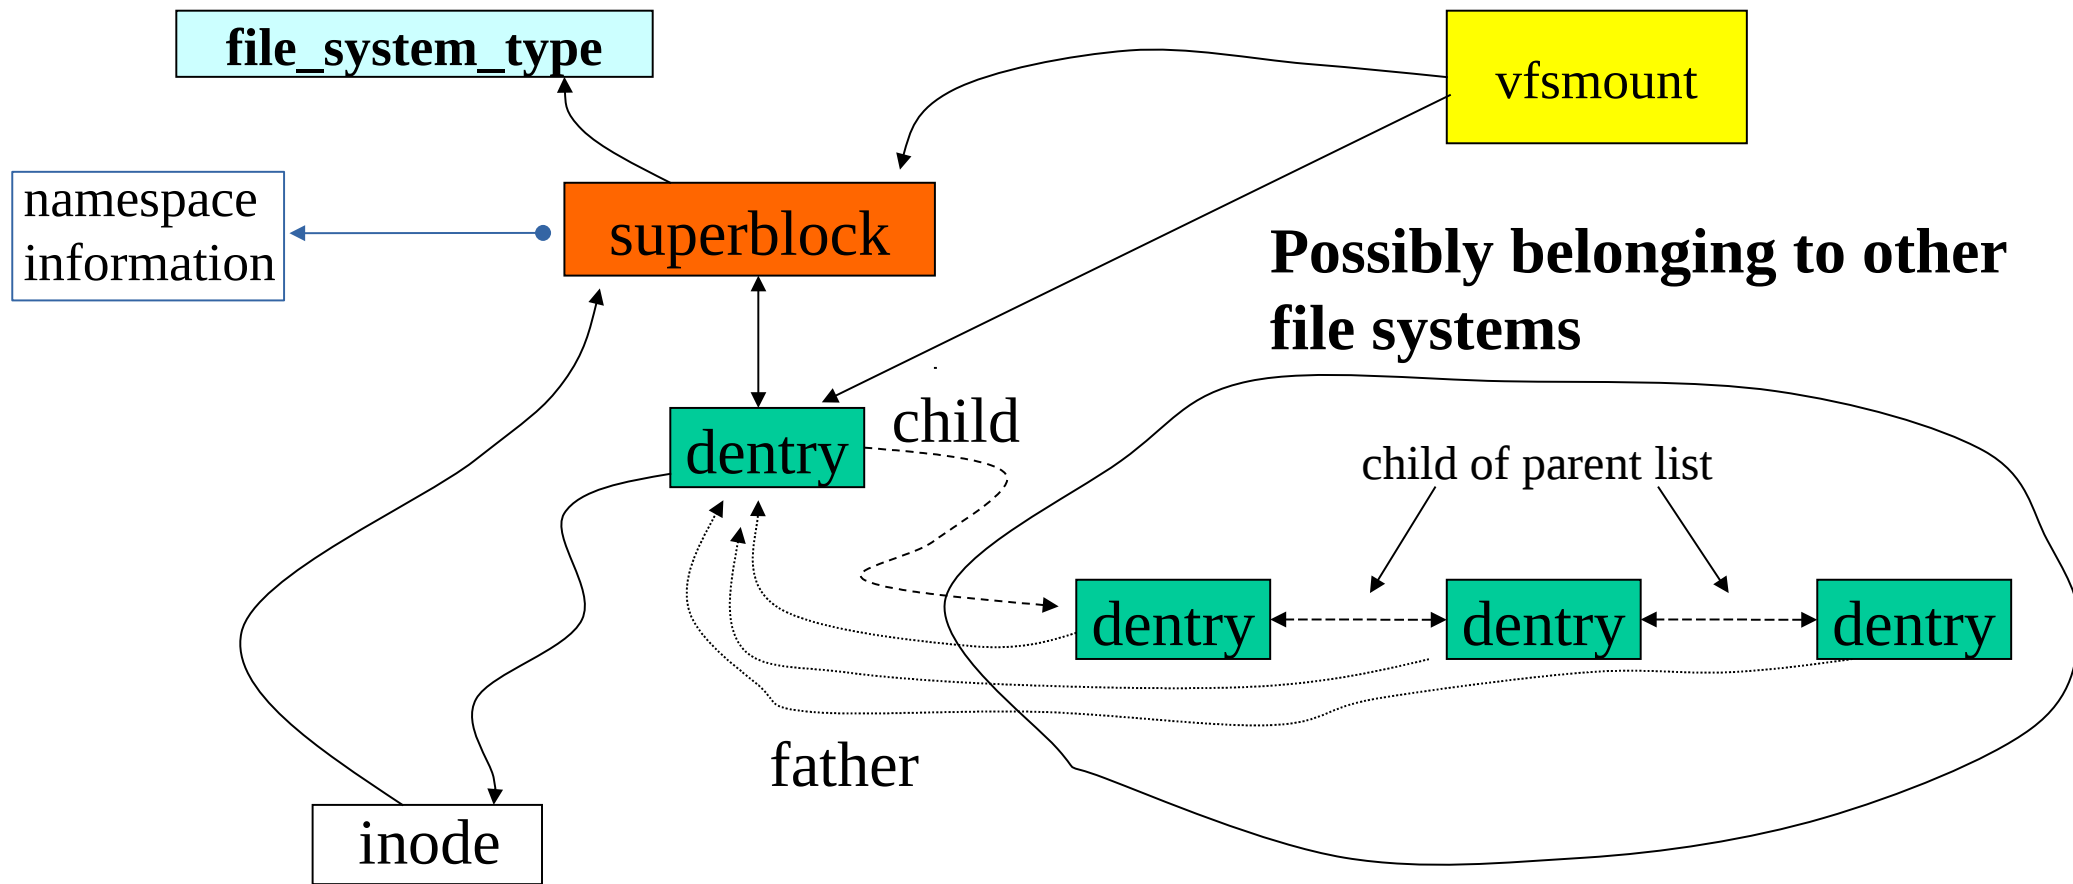 file_system_type
vfsmount
namespace
information
superblock
Possibly belonging to other
file systems
child
dentry
child of parent list
dentry
dentry
dentry
father
inode